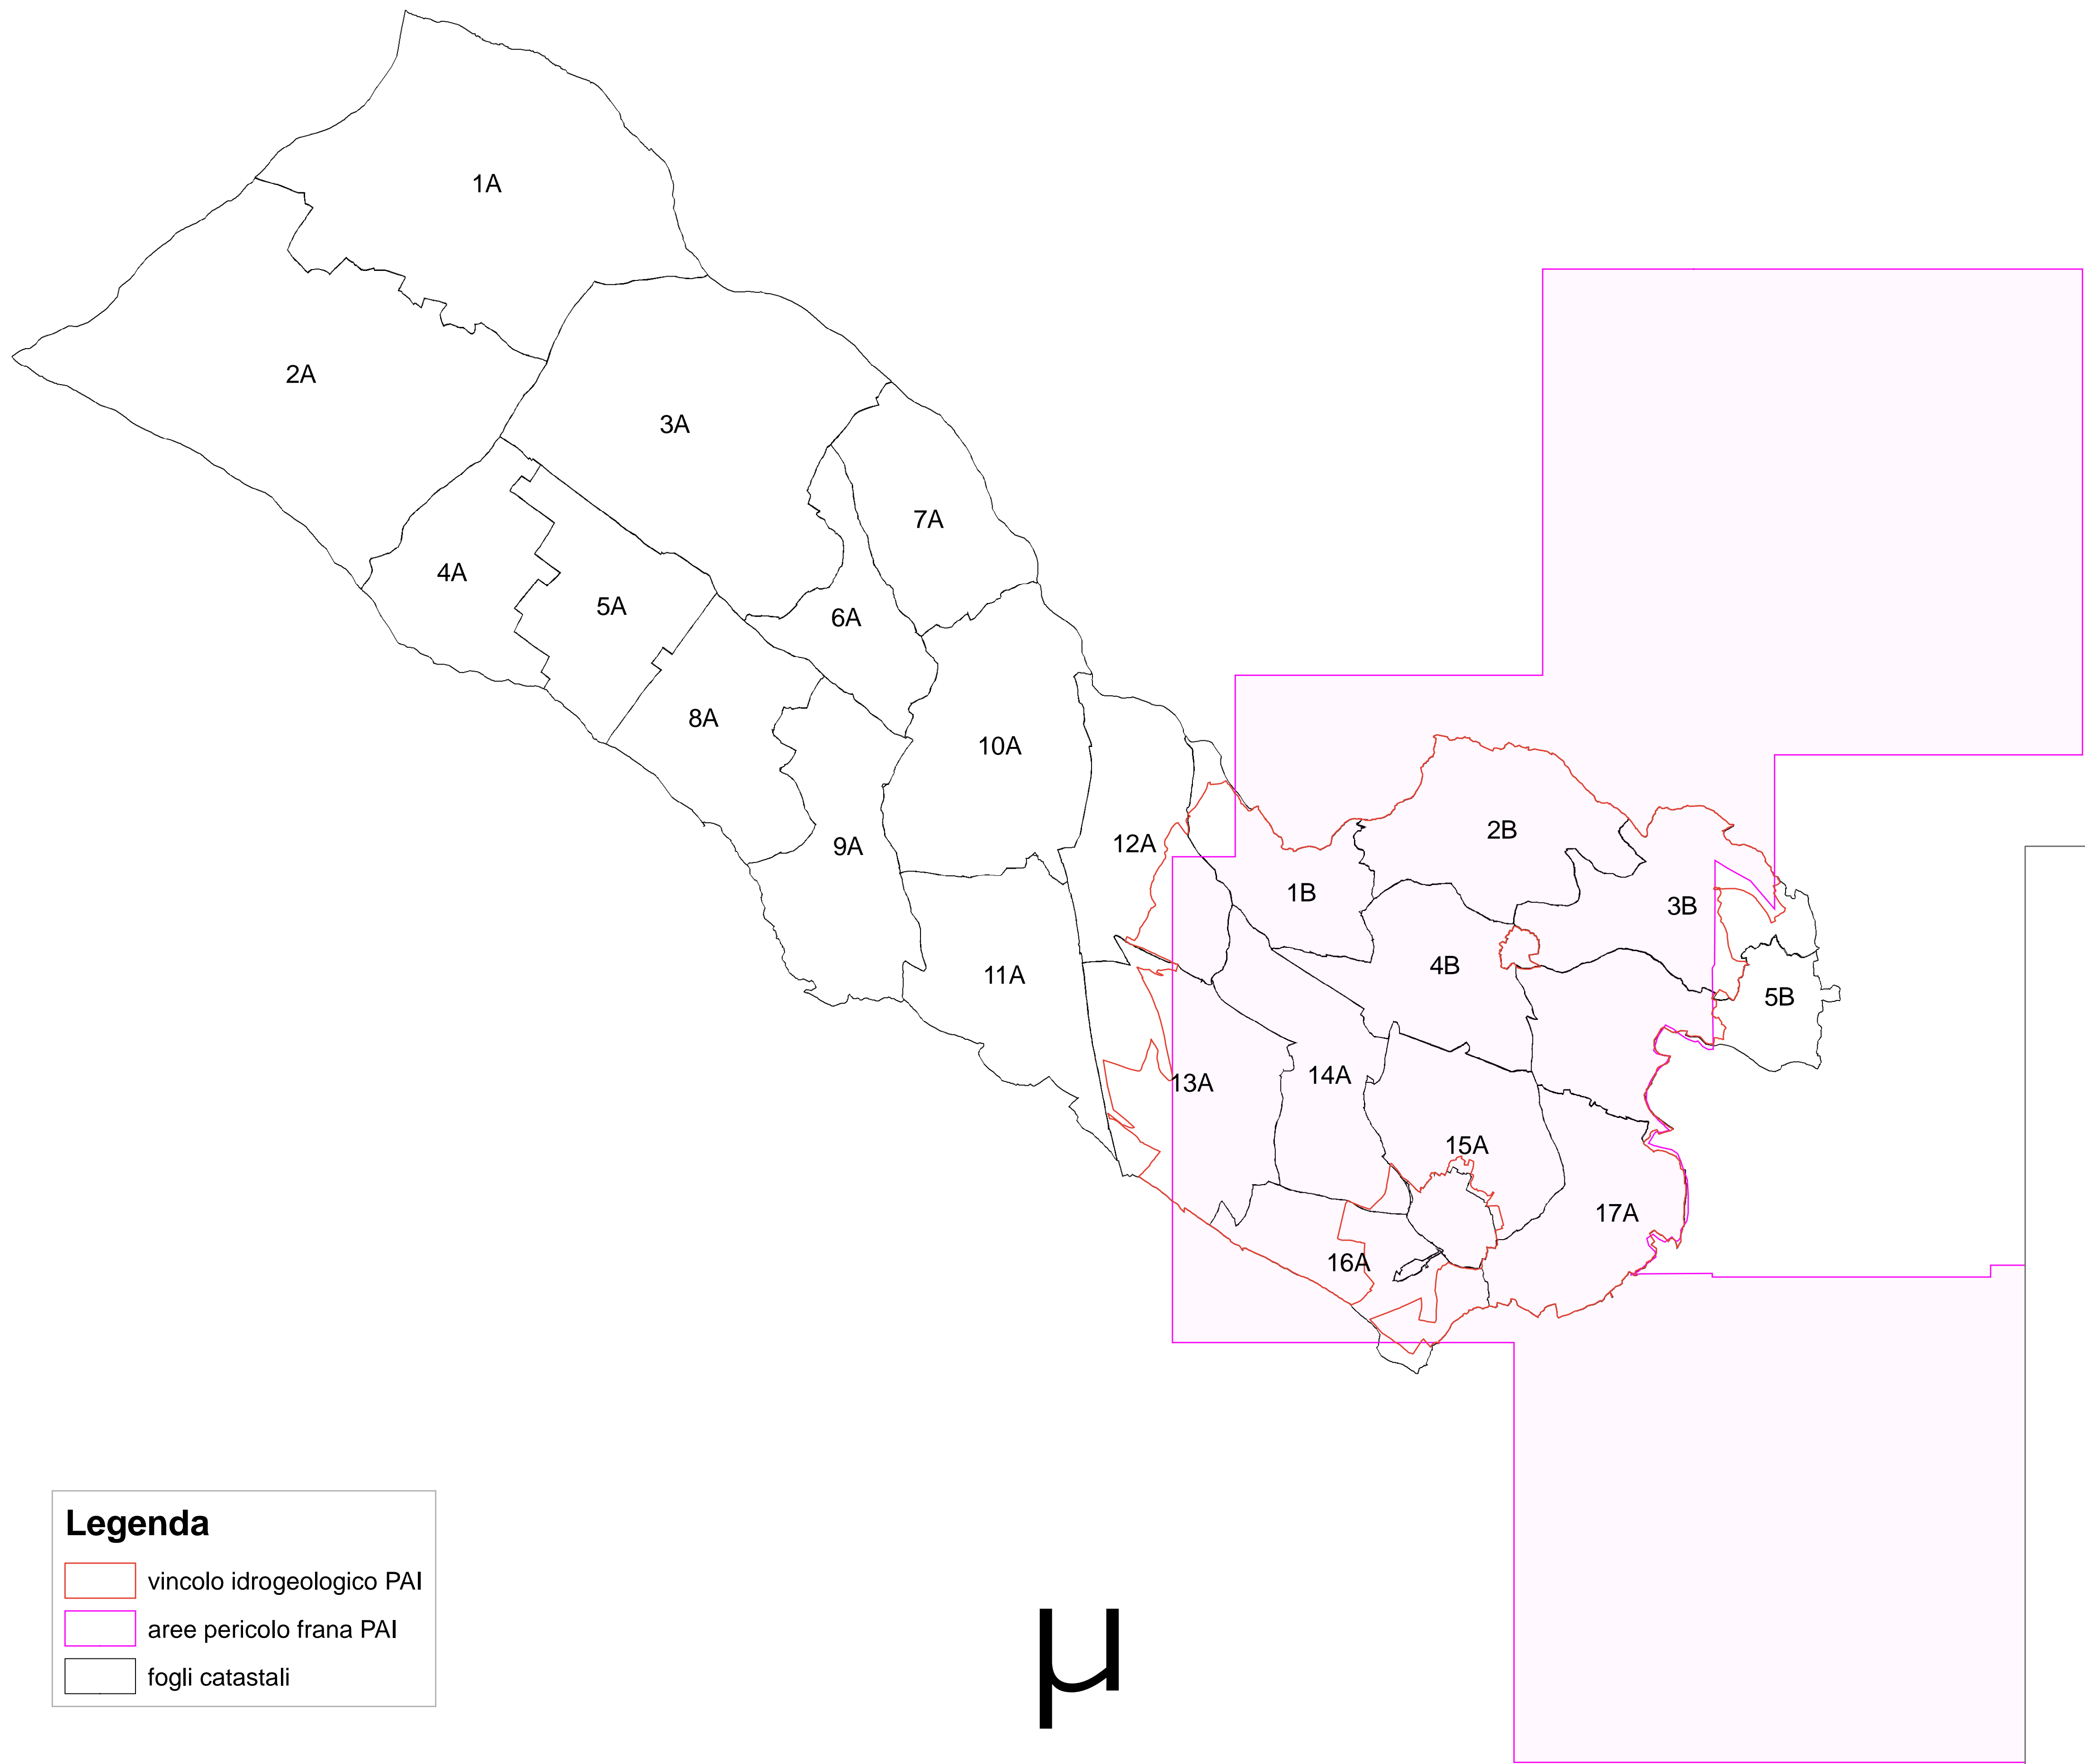 1A
2A
3A
7A
4A
5A
6A
8A
10A
2B
12A
9A
1B
3B
4B
11A
5B
14A
13A
15A
17A
16A
Legenda
vincolo idrogeologico PAI
aree pericolo frana PAI
fogli catastali
µ